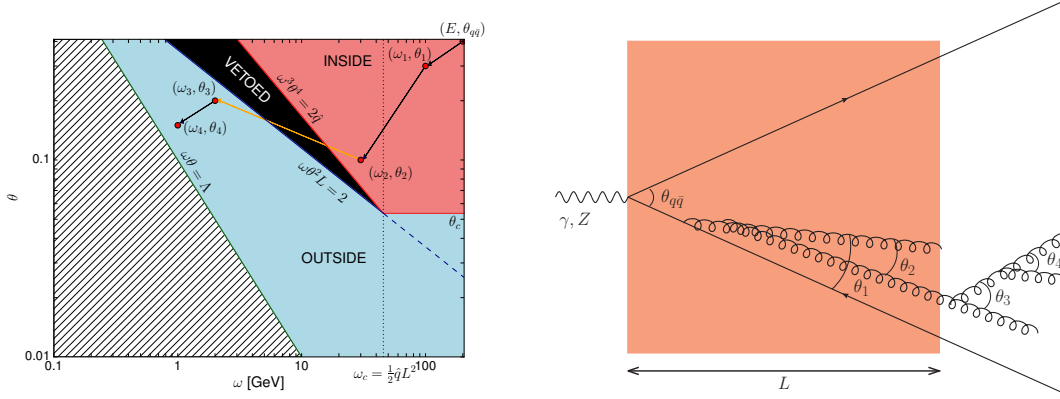 (E, θ_{qq̄})
INSIDE
(ω₁, θ₁)
VETOED
ω³θ⁴ = 2q̂
(ω₃, θ₃)
(ω₄, θ₄)
(ω₂, θ₂)
0.1
θ
ωθ = Λ
ωθ²L = 2
θ_c
OUTSIDE
0.01
0.1
1
10
100
ω [GeV]
ω_c = ½q̂L²
γ, Z
θ_{qq̄}
θ₁
θ₂
θ₃
θ₄
L